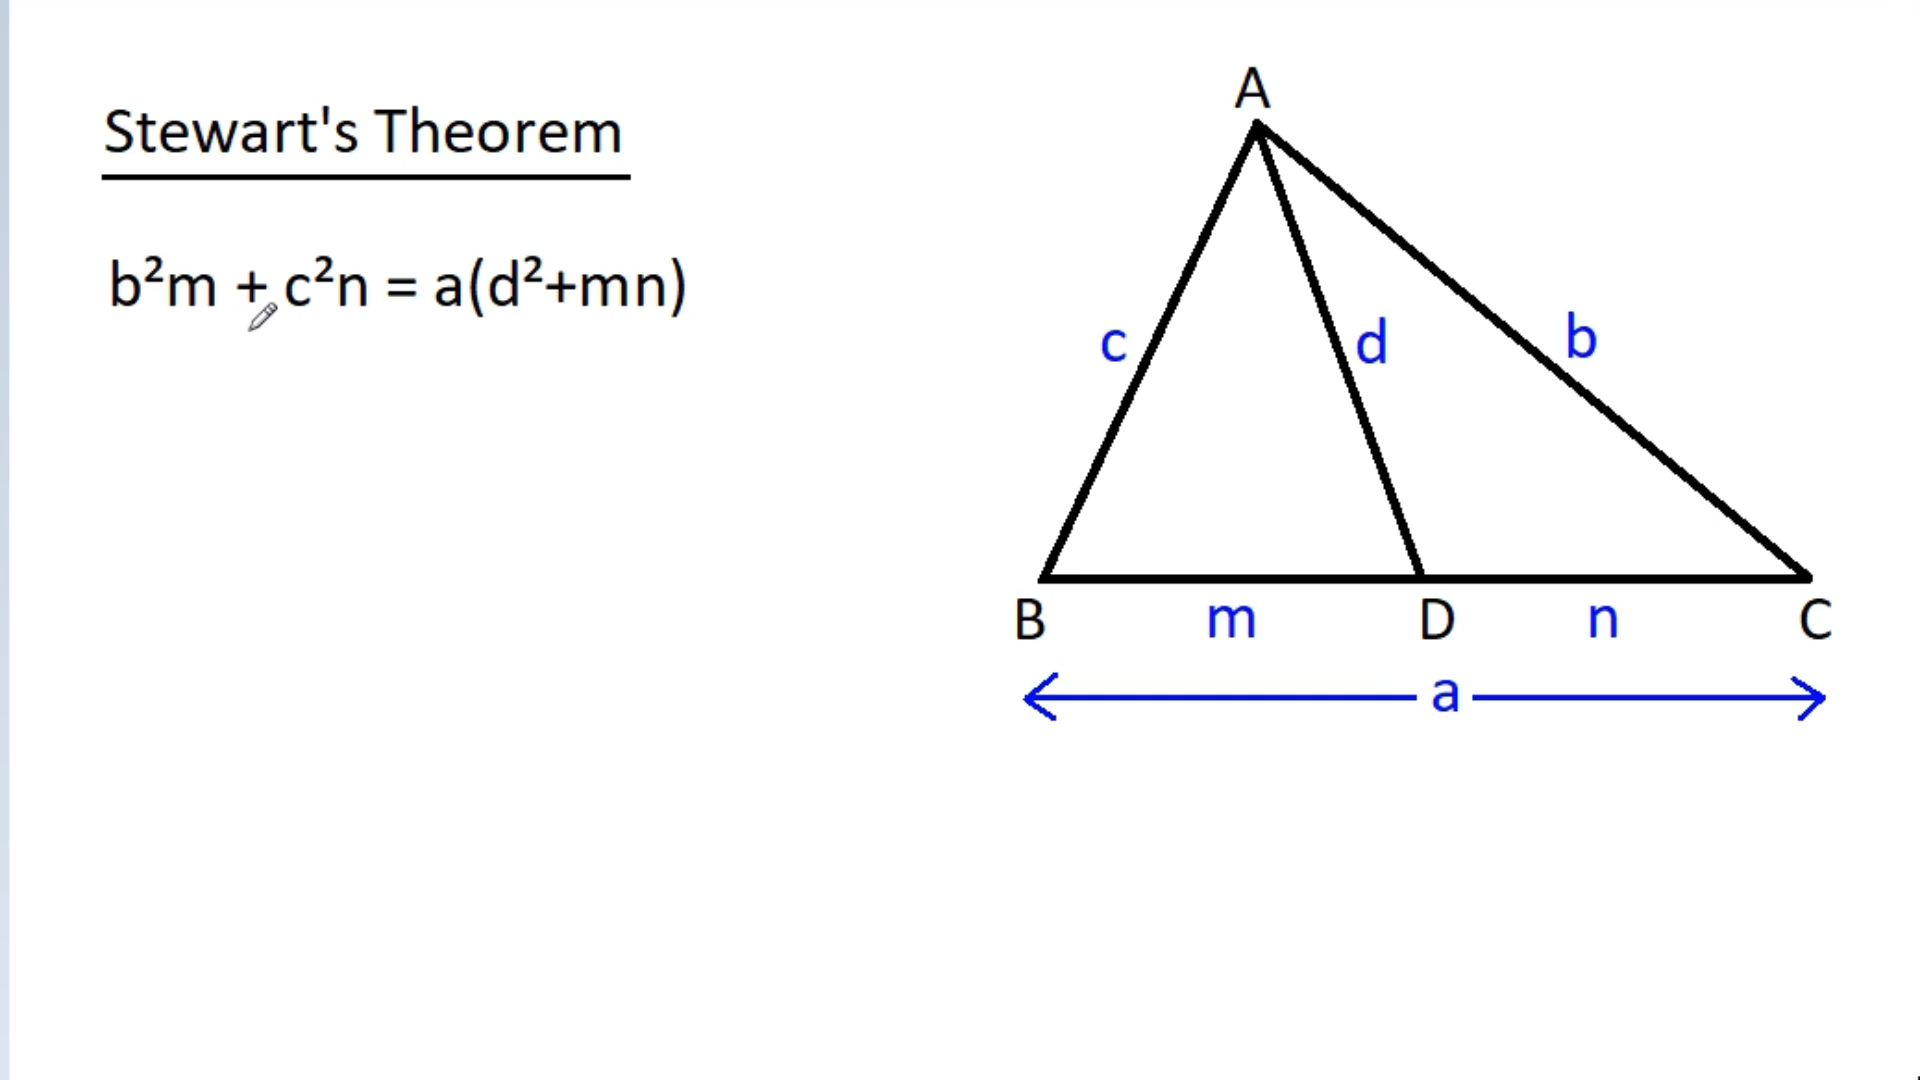 Stewart's Theorem
b²m + c²n = a(d²+mn)
A
c
d
b
B
m
D
n
C
a